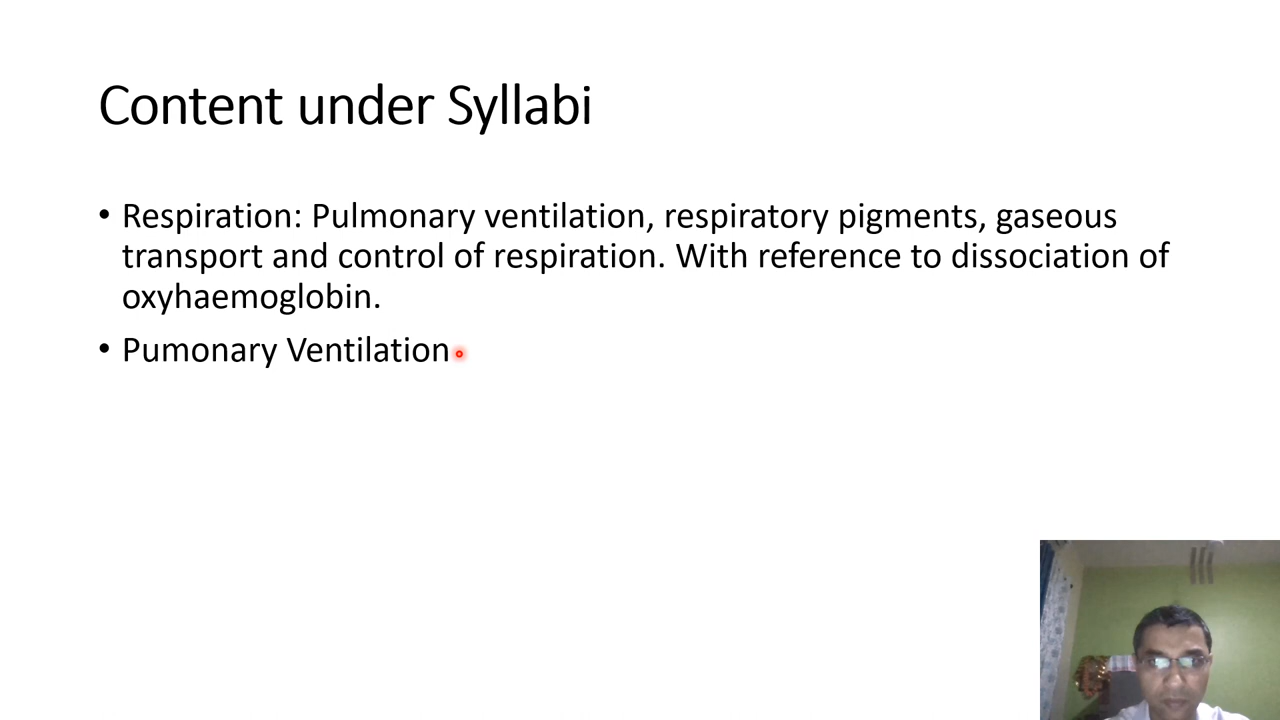 Content under Syllabi
• Respiration: Pulmonary ventilation, respiratory pigments, gaseous
transport and control of respiration. With reference to dissociation of
oxyhaemoglobin.
• Pumonary Ventilation